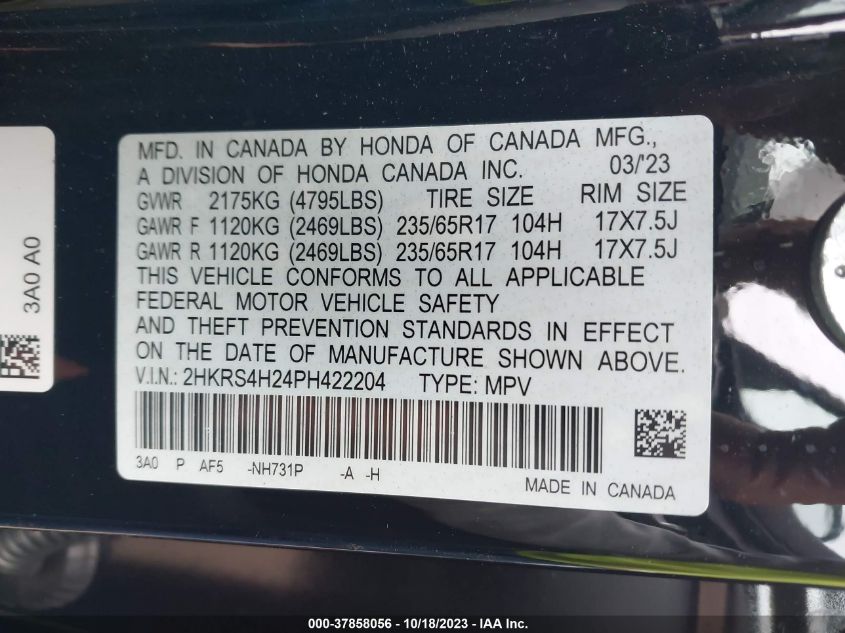 MFD. IN CANADA BY HONDA OF CANADA MFG.,
A DIVISION OF HONDA CANADA INC. 03/'23
GVWR 2175KG (4795LBS) TIRE SIZE RIM SIZE
GAWR F 1120KG (2469LBS) 235/65R17 104H 17X7.5J
GAWR R 1120KG (2469LBS) 235/65R17 104H 17X7.5J
THIS VEHICLE CONFORMS TO ALL APPLICABLE
FEDERAL MOTOR VEHICLE SAFETY
AND THEFT PREVENTION STANDARDS IN EFFECT
ON THE DATE OF MANUFACTURE SHOWN ABOVE.
V.I.N.: 2HKRS4H24PH422204 TYPE: MPV
3A0 P AF5 -NH731P -A -H
MADE IN CANADA
3A0 A0
000-37858056 - 10/18/2023 - IAA Inc.